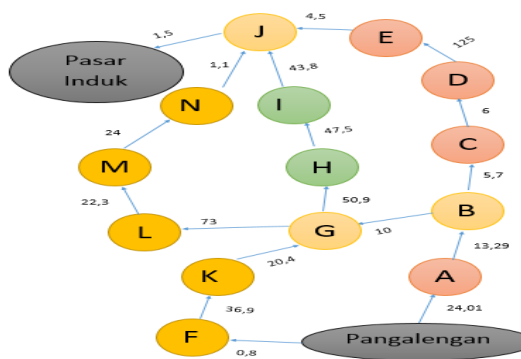 4,5
J
E
1,5
Pasar
Induk
125
1,1
43,8
D
N
I
6
24
47,5
C
M
H
5,7
22,3
50,9
B
73
10
L
G
13,29
20,4
K
A
36,9
24,01
F
0,8
Pangalengan